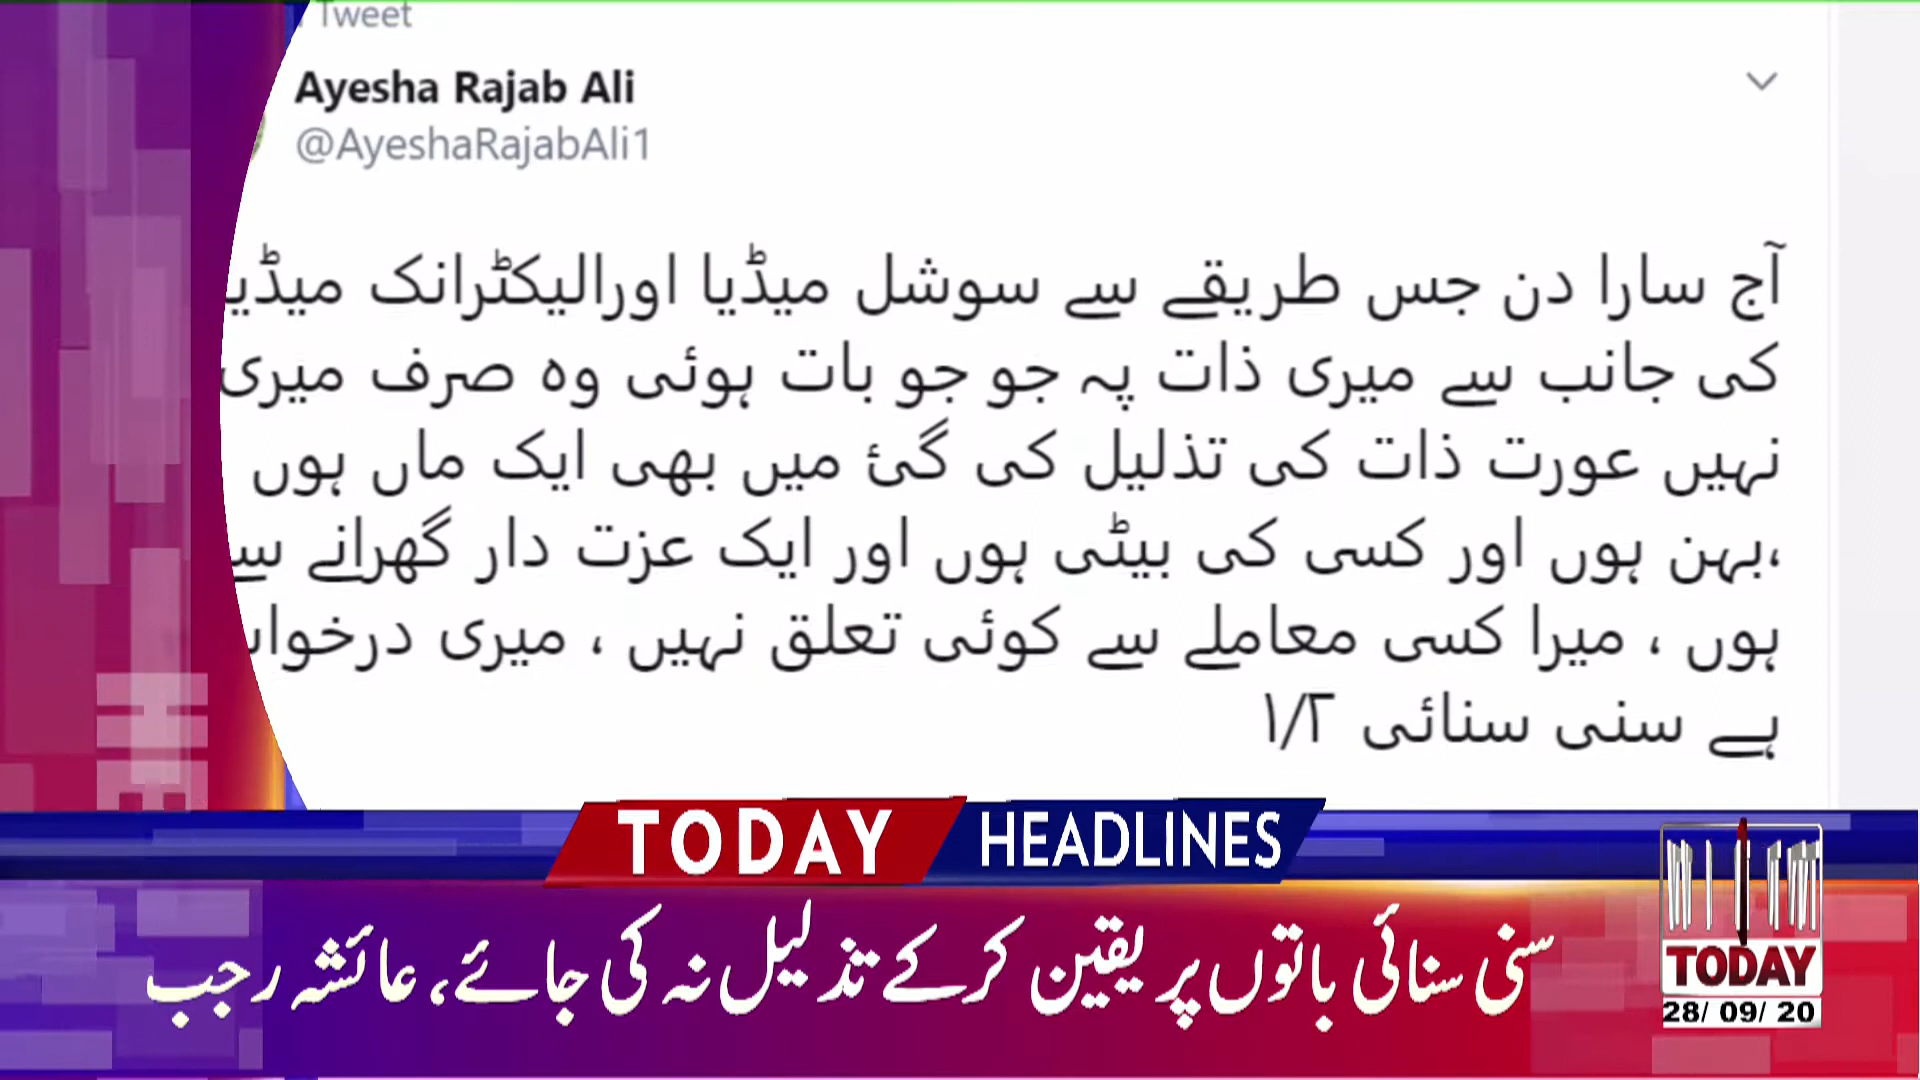 Tweet
Ayesha Rajab Ali
@AyeshaRajabAli1
آج سارا دن جس طریقے سے سوشل میڈیا اورالیکٹرانک
کی جانب سے میری ذات پہ جو جو بات ہوئی وہ صرف میری
نہیں عورت ذات کی تذلیل کی گئ میں بھی ایک ماں ہوں
،بہن ہوں اور کسی کی بیٹی ہوں اور ایک عزت دار گھرانے سے
ہوں ، میرا کسی معاملے سے کوئی تعلق نہیں ، میری
ہے سنی سنائی ۱/۲
TODAY HEADLINES
سنی سنائی باتوں پر یقین کر کے تذلیل نہ کی جائے، عائشہ رجب
TODAY
28/ 09/ 20